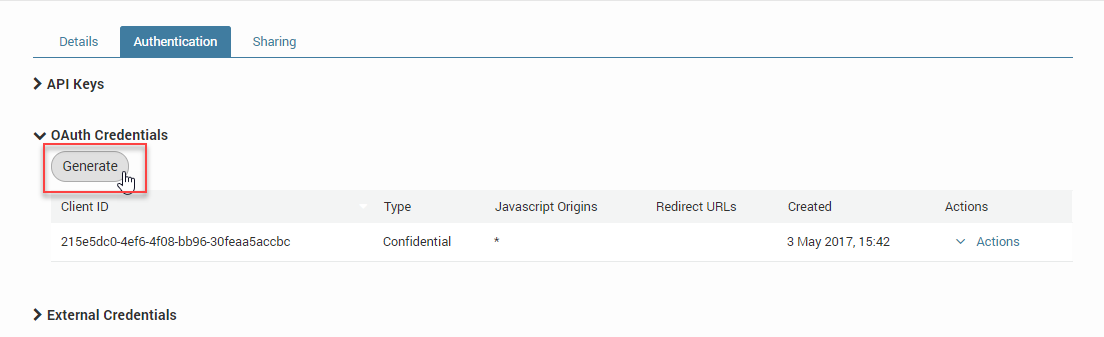 Details Authentication Sharing
API Keys
OAuth Credentials
Generate
Client ID Type Javascript Origins Redirect URLs Created Actions
215e5dc0-4ef6-4f08-bb96-30feaa5accbc Confidential * 3 May 2017, 15:42 Actions
External Credentials